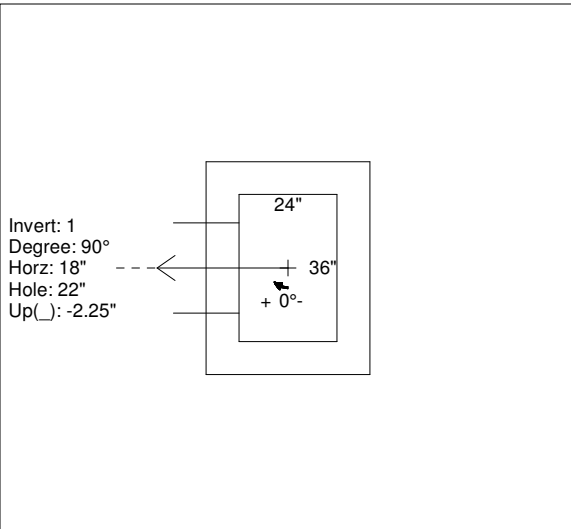 24"
Invert: 1
Degree: 90°
Horz: 18"
36"
Hole: 22"
+ 0°-
Up(_): -2.25"